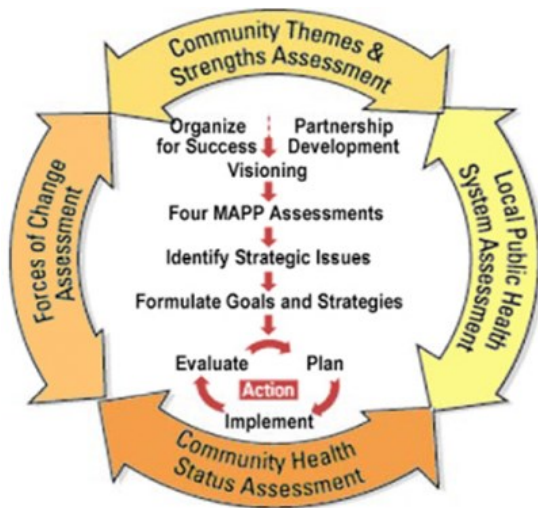 Community Themes &
Strengths Assessment
Organize
for Success
Partnership
Development
Visioning
Four MAPP Assessments
Identify Strategic Issues
Formulate Goals and Strategies
Evaluate
Plan
Action
Implement
Forces of Change
Assessment
Local Public Health
System Assessment
Community Health
Status Assessment